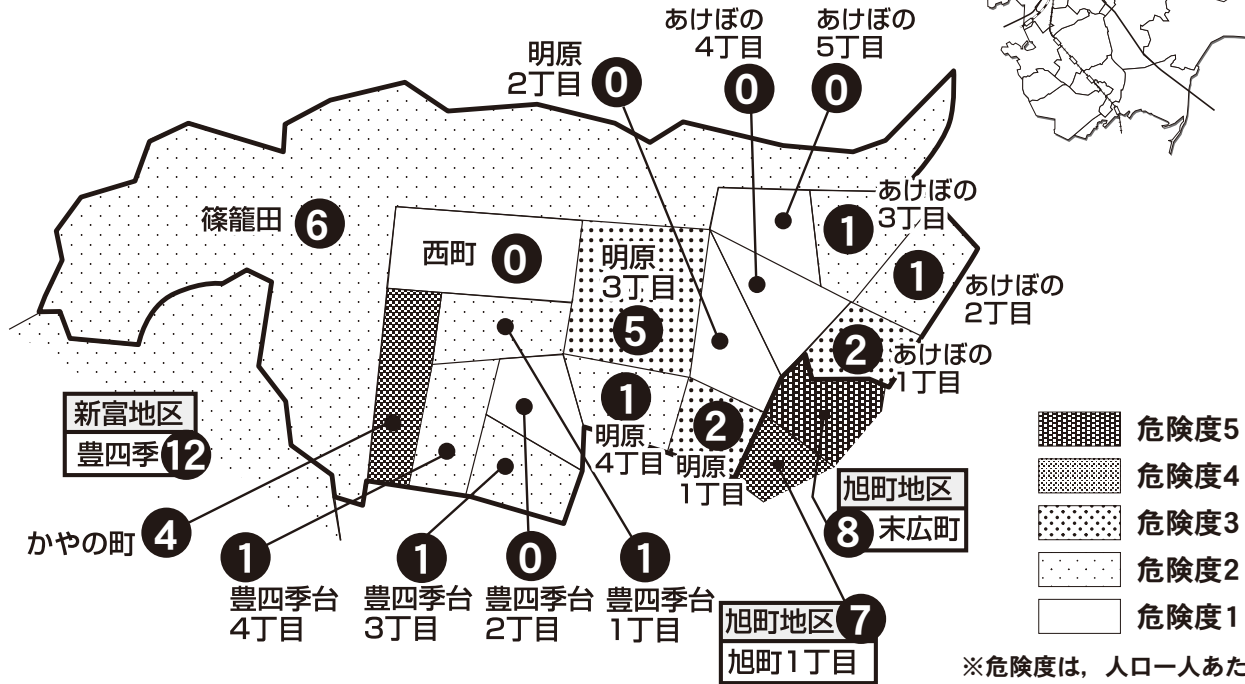 あけぼの
4丁目
0
あけぼの
5丁目
0
明原
2丁目
0
あけぼの
3丁目
1
篠籠田
6
西町
0
明原
3丁目
5
1
あけぼの
2丁目
2
あけぼの
1丁目
新富地区
豊四季
12
1
明原
4丁目
2
明原
1丁目
旭町地区
8
末広町
かやの町
4
1
豊四季台
4丁目
1
豊四季台
3丁目
0
豊四季台
2丁目
1
豊四季台
1丁目
旭町地区
7
旭町1丁目
危険度5
危険度4
危険度3
危険度2
危険度1
※危険度は，人口一人あた